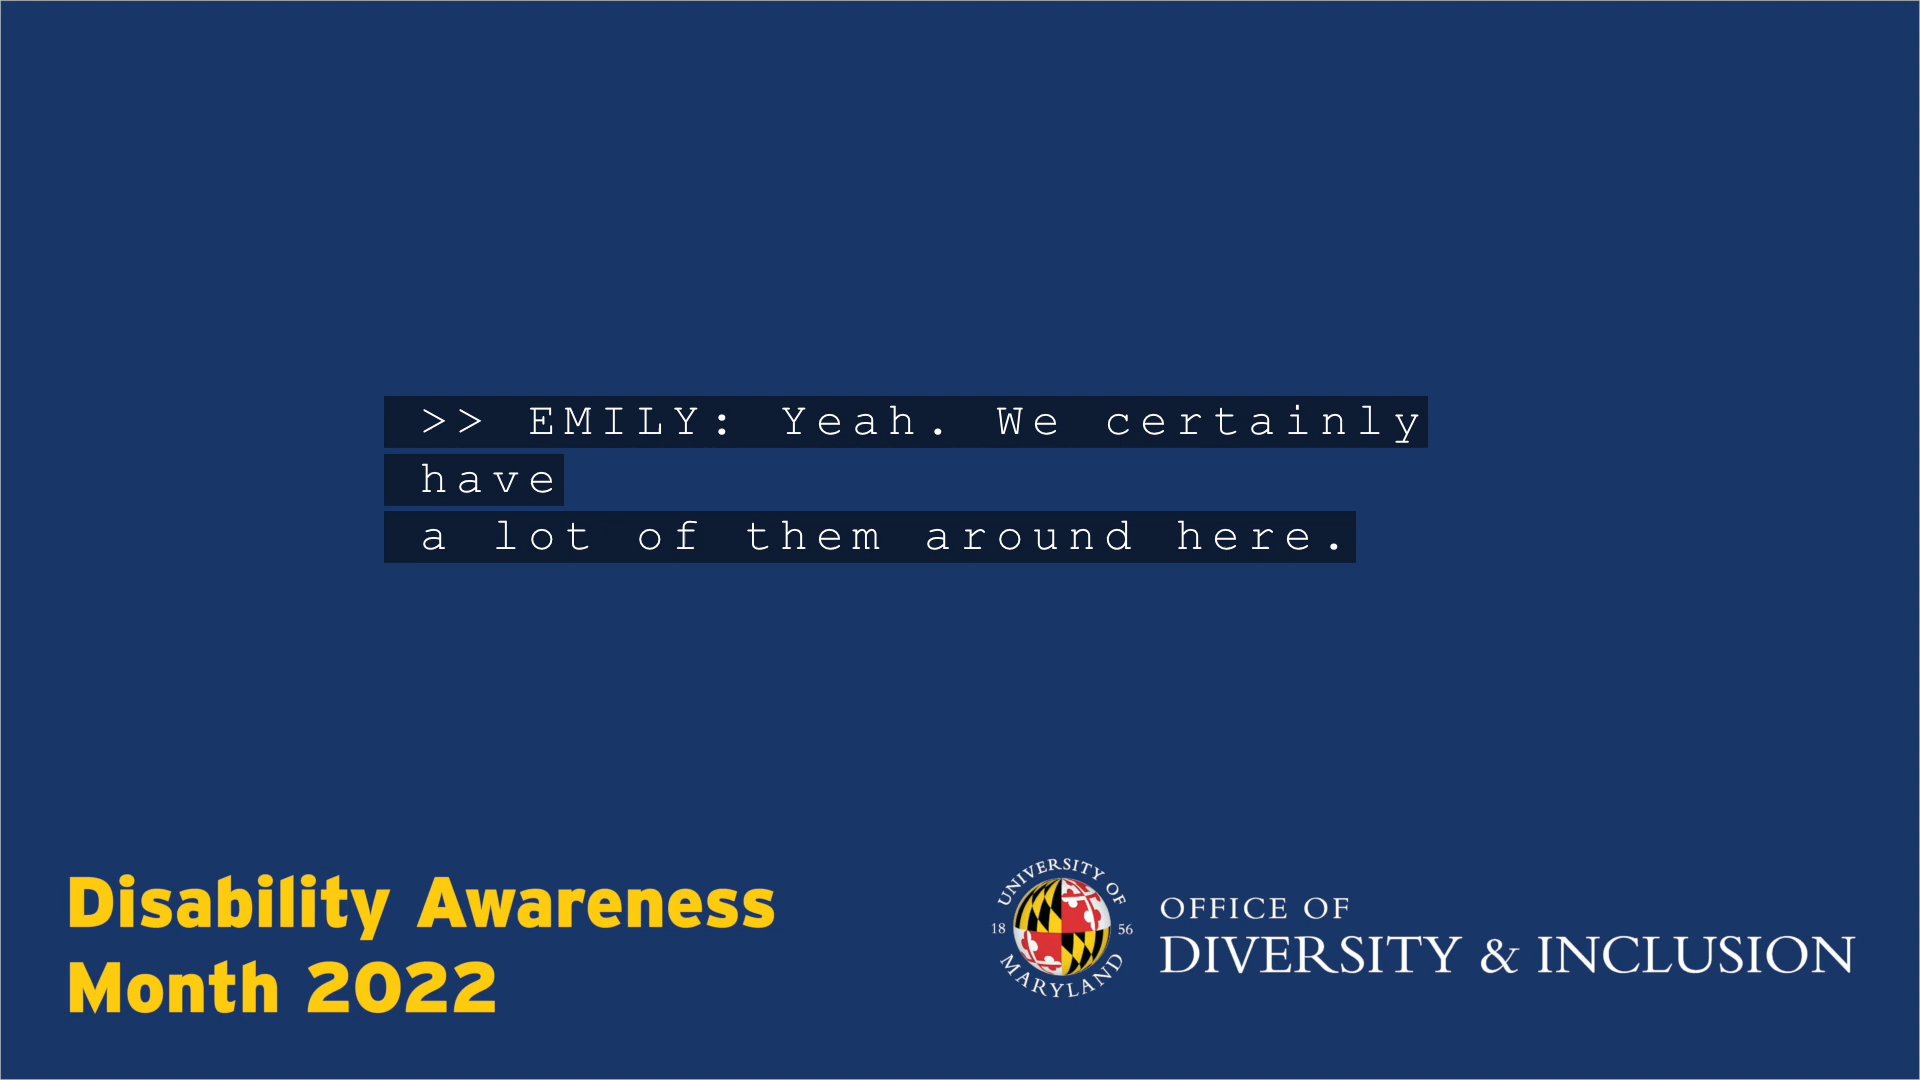 >> EMILY: Yeah. We certainly
have
a lot of them around here.
Disability Awareness
Month 2022
UNIVERSITY OF
18 56
MARYLAND
OFFICE OF
DIVERSITY & INCLUSION